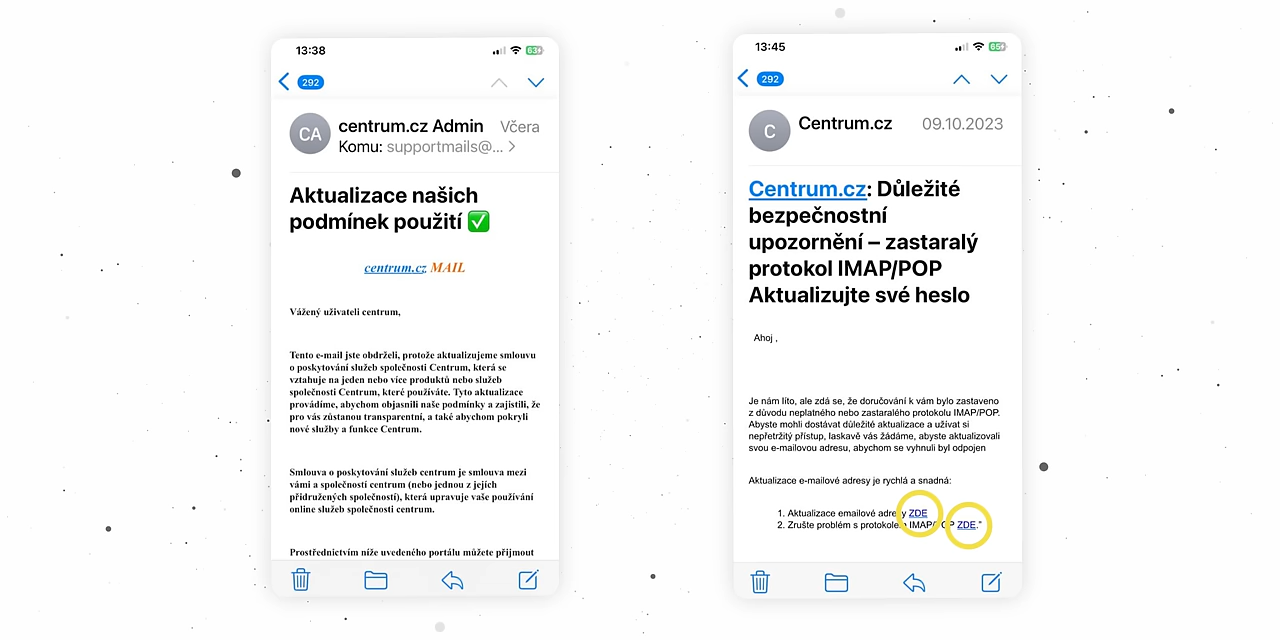 13:38
63
292
CA
centrum.cz Admin
Včera
Komu: supportmails@...
Aktualizace našich
podmínek použití ✅
centrum.cz MAIL
Vážený uživateli centrum,
Tento e-mail jste obdrželi, protože aktualizujeme smlouvu
o poskytování služeb společnosti Centrum, která se
vztahuje na jeden nebo více produktů nebo služeb
společnosti Centrum, které používáte. Tyto aktualizace
provádíme, abychom objasnili naše podmínky a zajistili, že
pro vás zůstanou transparentní, a také abychom pokryli
nové služby a funkce Centrum.
Smlouva o poskytování služeb centrum je smlouva mezi
vámi a společností centrum (nebo jednou z jejích
přidružených společností), která upravuje vaše používání
online služeb společnosti centrum.
Prostřednictvím níže uvedeného portálu můžete přijmout
13:45
65
292
C
Centrum.cz
09.10.2023
Centrum.cz: Důležité
bezpečnostní
upozornění – zastaralý
protokol IMAP/POP
Aktualizujte své heslo
Ahoj ,
Je nám líto, ale zdá se, že doručování k vám bylo zastaveno
z důvodu neplatného nebo zastaralého protokolu IMAP/POP.
Abyste mohli dostávat důležité aktualizace a užívat si
nepřetržitý přístup, laskavě vás žádáme, abyste aktualizovali
svou e-mailovou adresu, abychom se vyhnuli byl odpojen
Aktualizace e-mailové adresy je rychlá a snadná:
1. Aktualizace emailové adresy ZDE
2. Zrušte problém s protokolem IMAP/POP ZDE."